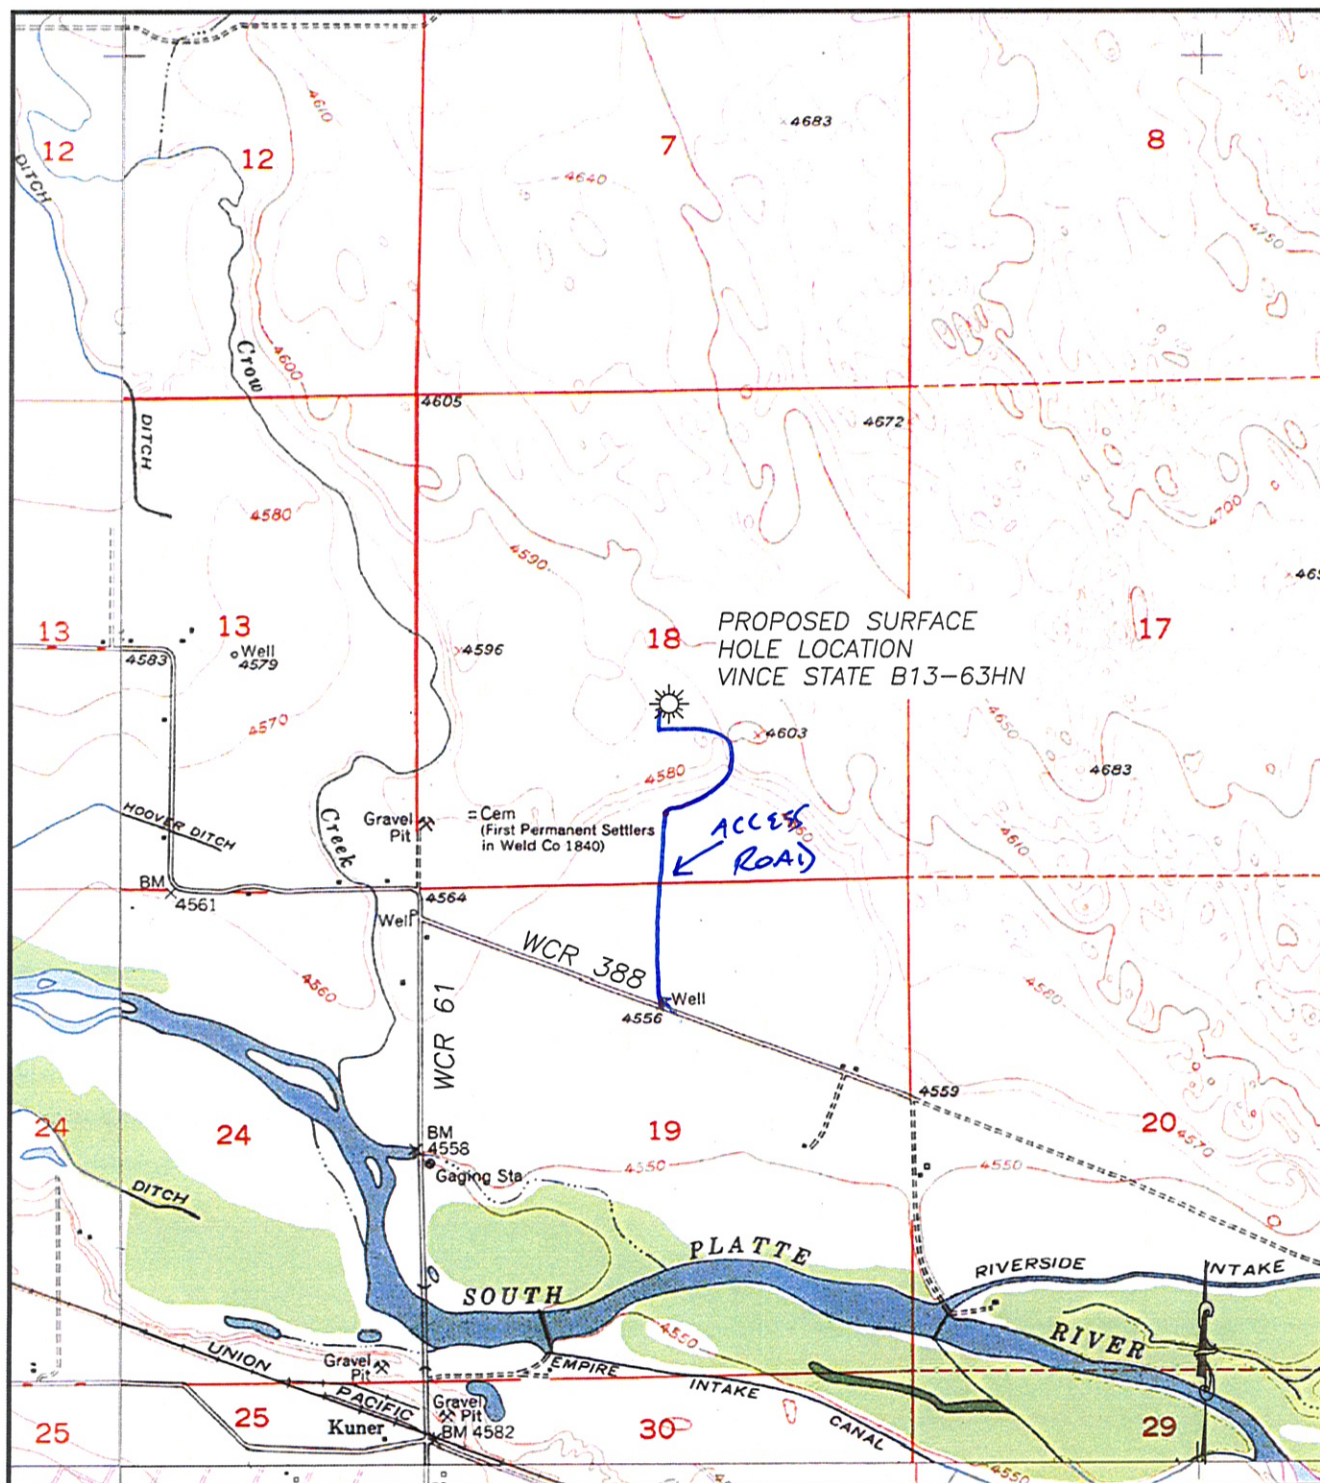 4610
4683
12
12
7
8
DITCH
4640
4750
Crow
4600
4605
4672
DITCH
4580
4700
4590
PROPOSED SURFACE
HOLE LOCATION
VINCE STATE B13-63HN
13
13
18
17
Well
4579
4583
4596
4570
4603
4650
4683
4580
HOOVER DITCH
Creek
Gravel
Pit
Cem
(First Permanent Settlers
in Weld Co 1840)
ACCESS
ROAD
4610
BM
4561
4564
Well
WCR 388
4560
WCR 61
Well
4556
4580
4559
24
24
19
20
BM
4558
Gaging Sta
4550
4550
4570
DITCH
PLATTE
SOUTH
RIVERSIDE
INTAKE
RIVER
4550
UNION
PACIFIC
Gravel
Pit
EMPIRE
INTAKE
CANAL
Gravel
Pit
BM 4582
Kuner
25
25
30
29
4550